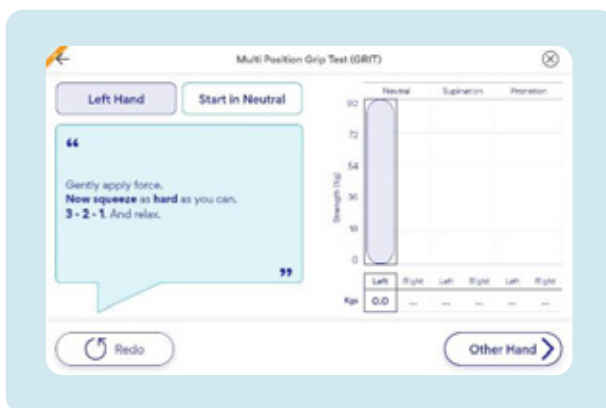 Multi Position Grip Test (GRIT)
Left Hand
Start in Neutral
“
Gently apply force.
Now squeeze as hard as you can.
3 - 2 - 1. And relax.
”
Neutral Supination Pronation
Strength (Kg)
90
72
54
36
18
0
Left Right Left Right Left Right
Kgs 0.0 -- -- -- -- --
Redo
Other Hand